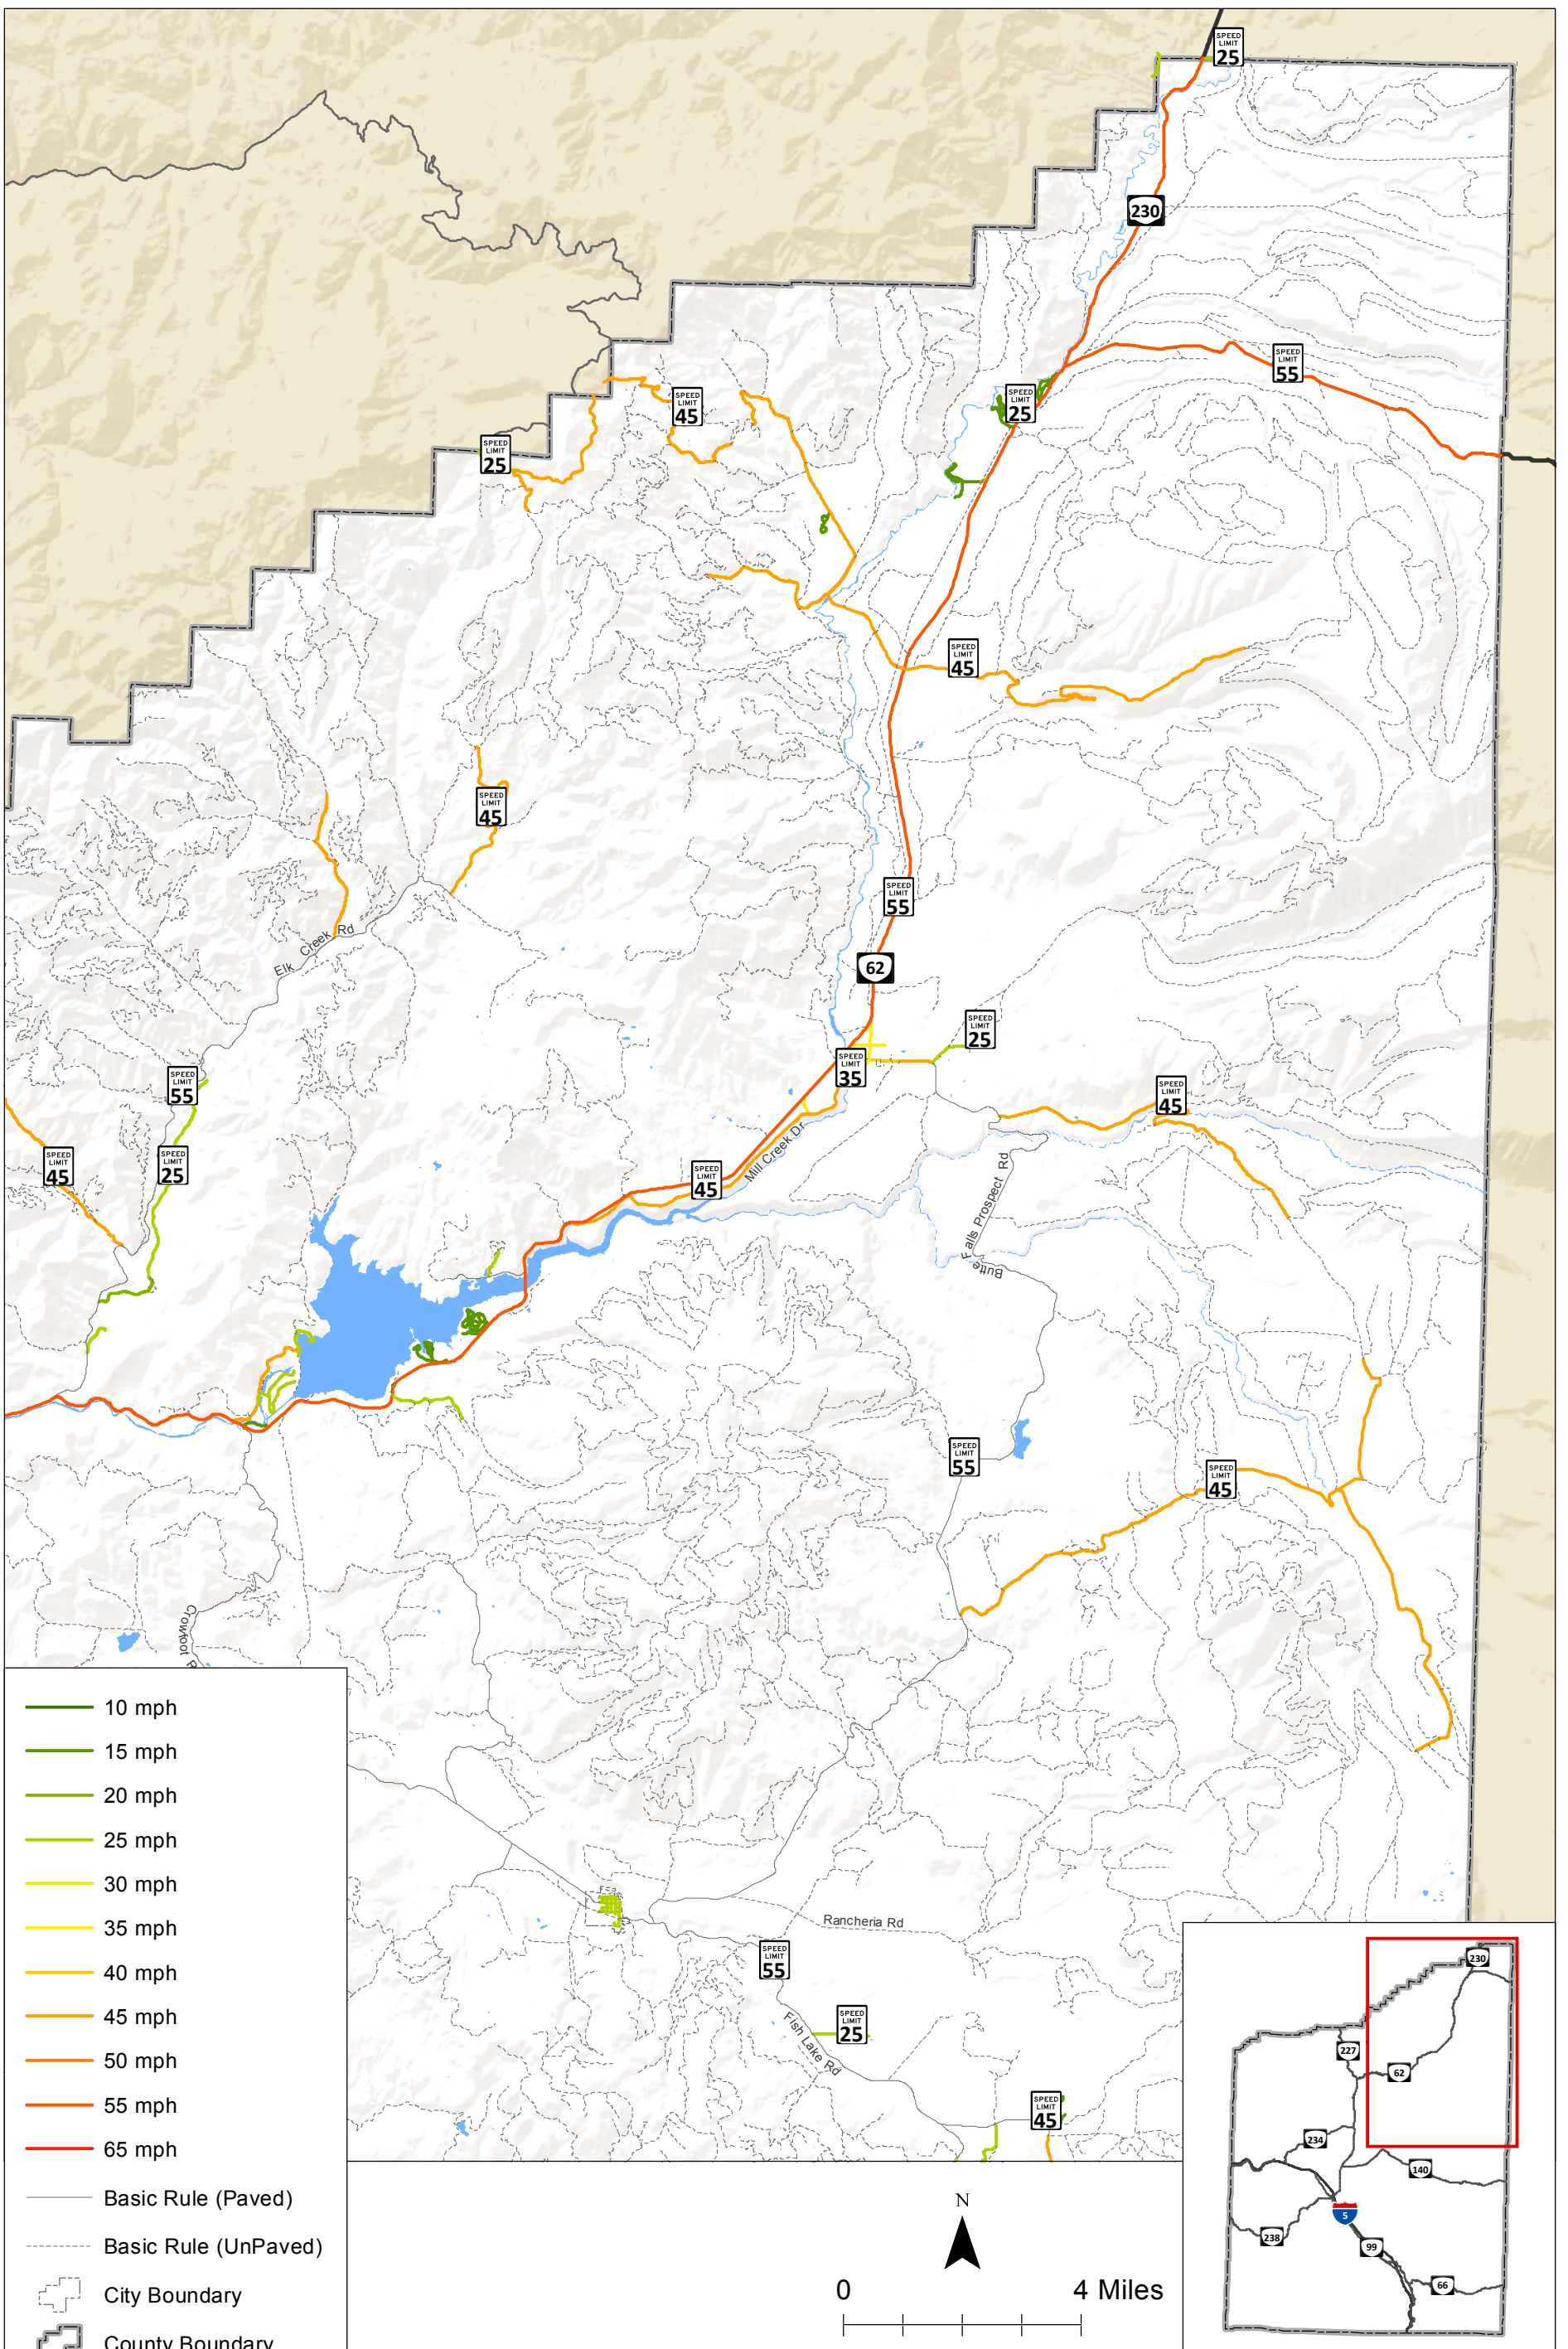 SPEED
LIMIT
25
230
SPEED
LIMIT
55
SPEED
LIMIT
25
SPEED
LIMIT
45
SPEED
LIMIT
25
SPEED
LIMIT
45
SPEED
LIMIT
45
SPEED
LIMIT
55
Elk Creek Rd
62
SPEED
LIMIT
25
SPEED
LIMIT
35
SPEED
LIMIT
55
SPEED
LIMIT
45
SPEED
LIMIT
25
SPEED
LIMIT
45
SPEED
LIMIT
45
Mill Creek Dr
Butte Falls Prospect Rd
SPEED
LIMIT
55
SPEED
LIMIT
45
Crowfoot R
10 mph
15 mph
20 mph
25 mph
30 mph
35 mph
40 mph
45 mph
50 mph
55 mph
65 mph
Basic Rule (Paved)
Basic Rule (UnPaved)
City Boundary
County Boundary
Rancheria Rd
SPEED
LIMIT
55
SPEED
LIMIT
25
Fish Lake Rd
SPEED
LIMIT
45
N
0 4 Miles
230
227
62
234
140
5
238
99
66